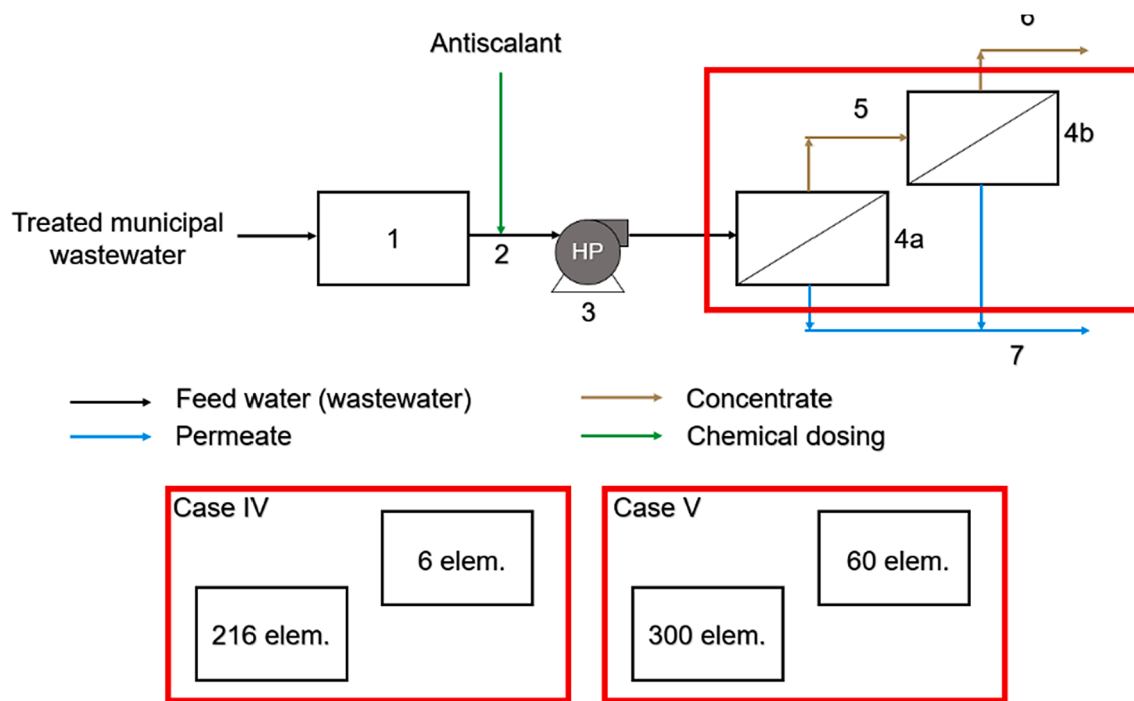 6
Antiscalant
5
4b
Treated municipal
wastewater
1
2
HP
4a
3
7
Feed water (wastewater)
Concentrate
Permeate
Chemical dosing
Case IV
6 elem.
216 elem.
Case V
60 elem.
300 elem.